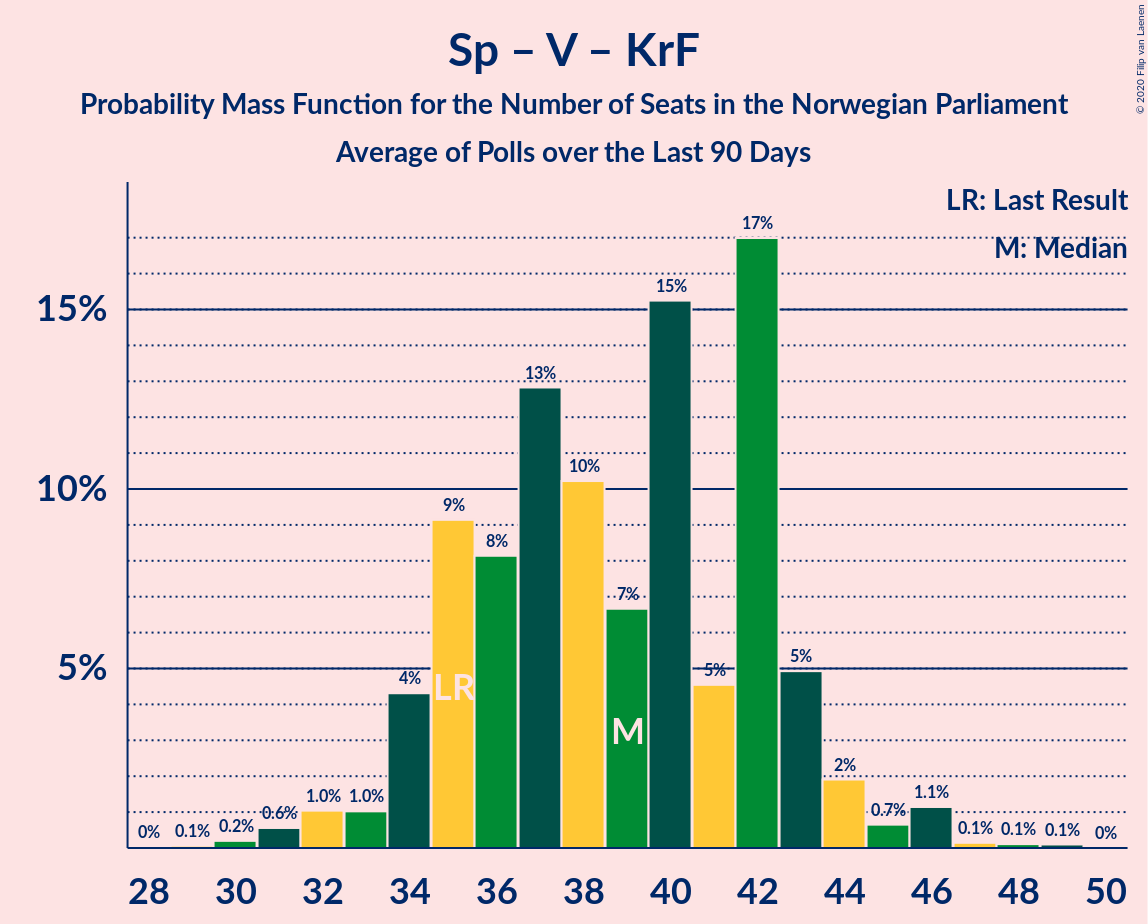 Sp – V – KrF
Probability Mass Function for the Number of Seats in the Norwegian Parliament
Average of Polls over the Last 90 Days
© 2020 Filip van Laenen
LR: Last Result
M: Median
15%
10%
5%
0%
0.1%
0.2%
0.6%
1.0%
1.0%
4%
9%
8%
13%
10%
7%
15%
5%
17%
5%
2%
0.7%
1.1%
0.1%
0.1%
0.1%
0%
LR
M
28 30 32 34 36 38 40 42 44 46 48 50